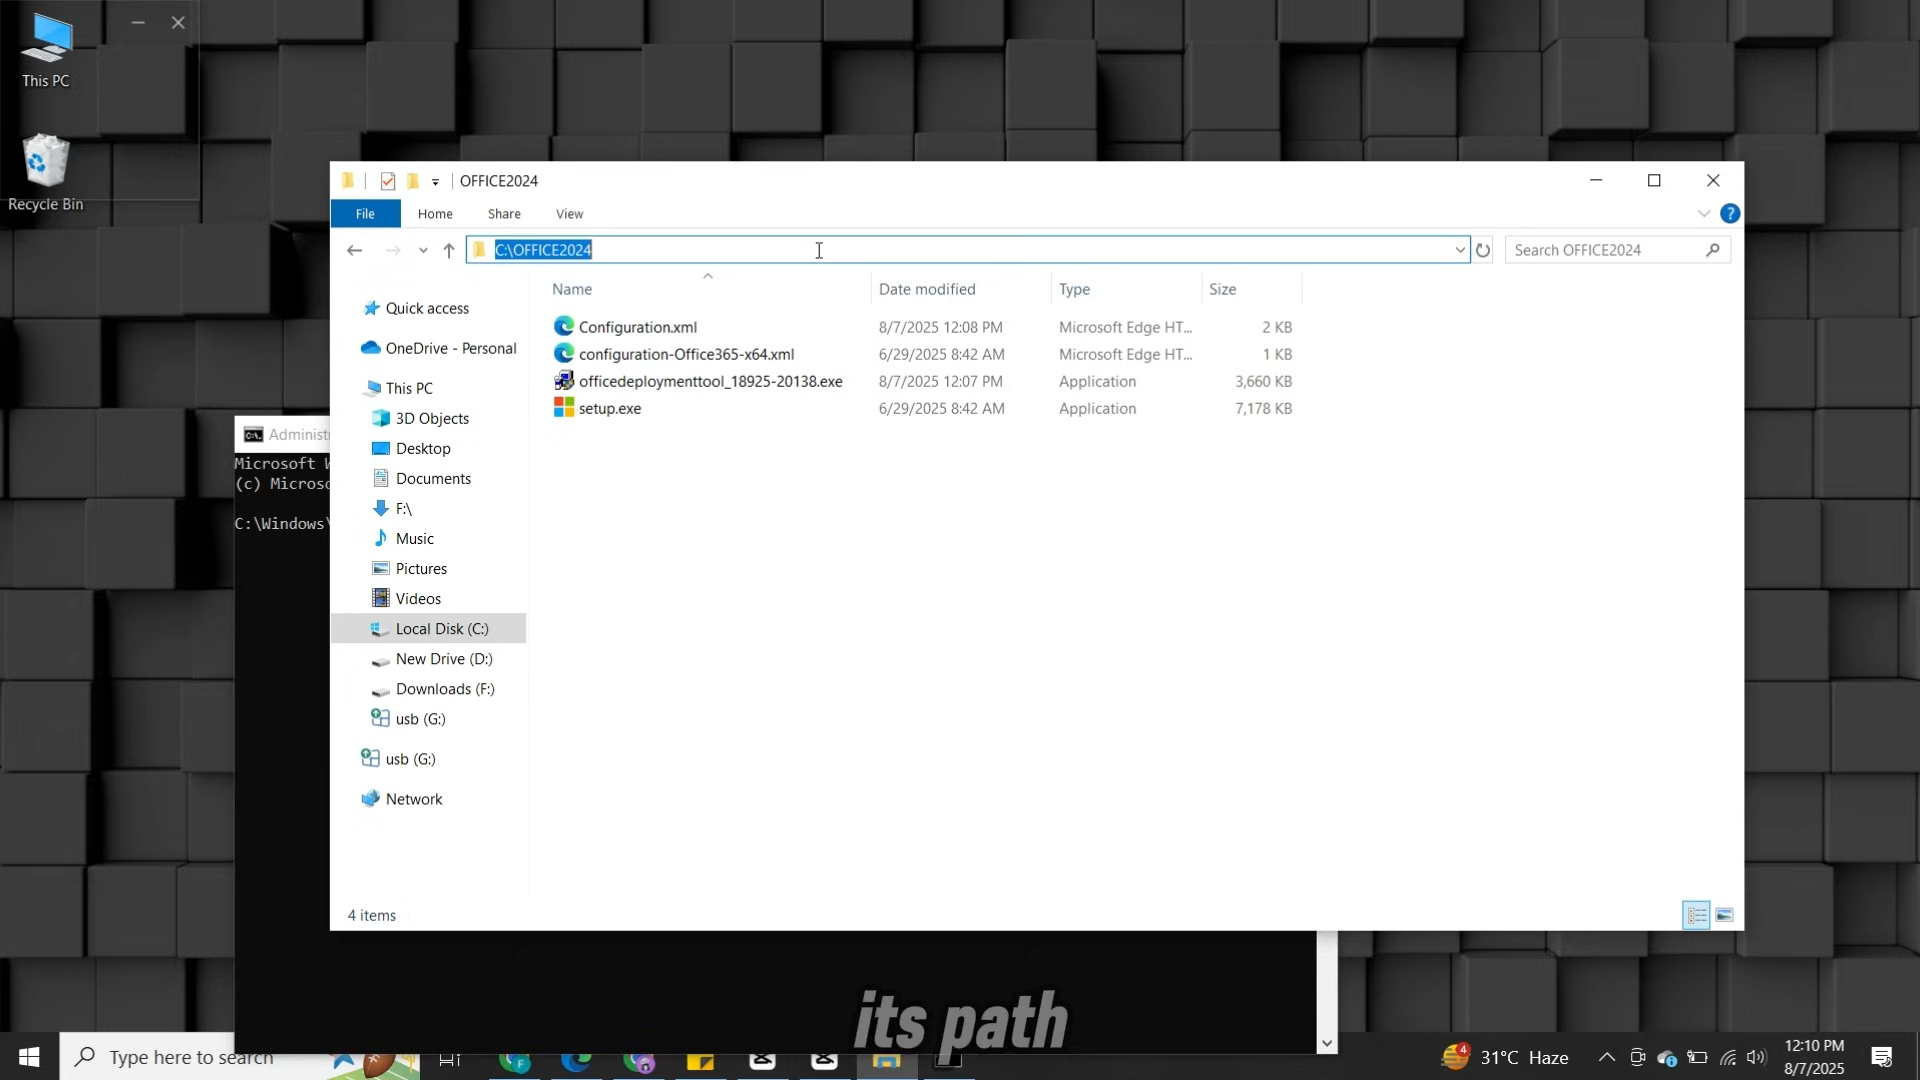 This PC
Recycle Bin
OFFICE2024
File
Home
Share
View
C:\OFFICE2024
Search OFFICE2024
Name
Date modified
Type
Size
Configuration.xml
8/7/2025 12:08 PM
Microsoft Edge HT...
2 KB
configuration-Office365-x64.xml
6/29/2025 8:42 AM
Microsoft Edge HT...
1 KB
officedeploymenttool_18925-20138.exe
8/7/2025 12:07 PM
Application
3,660 KB
setup.exe
6/29/2025 8:42 AM
Application
7,178 KB
Quick access
OneDrive - Personal
This PC
3D Objects
Desktop
Documents
F:\
Music
Pictures
Videos
Local Disk (C:)
New Drive (D:)
Downloads (F:)
usb (G:)
usb (G:)
Network
4 items
Administ
Microsoft W
(c) Microso
C:\Windows\
its path
Type here to search
4
31°C Haze
12:10 PM
8/7/2025